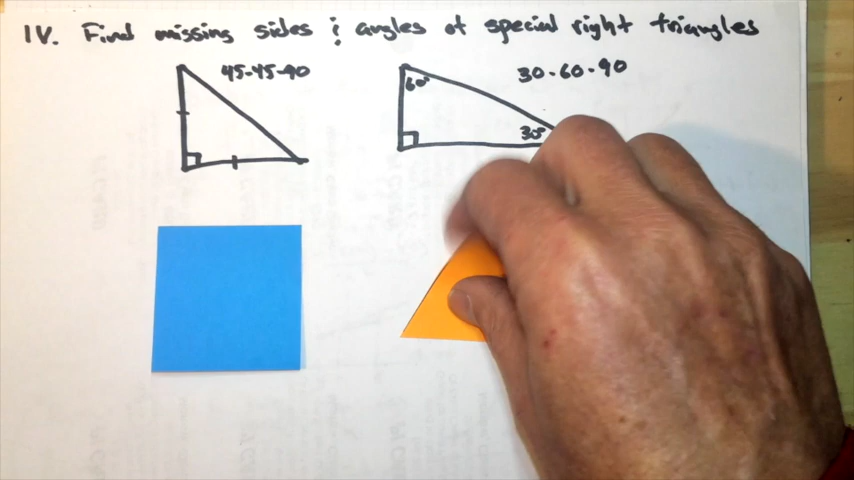 IV. Find missing sides & angles of special right triangles
45-45-90
30-60-90
60°
30°